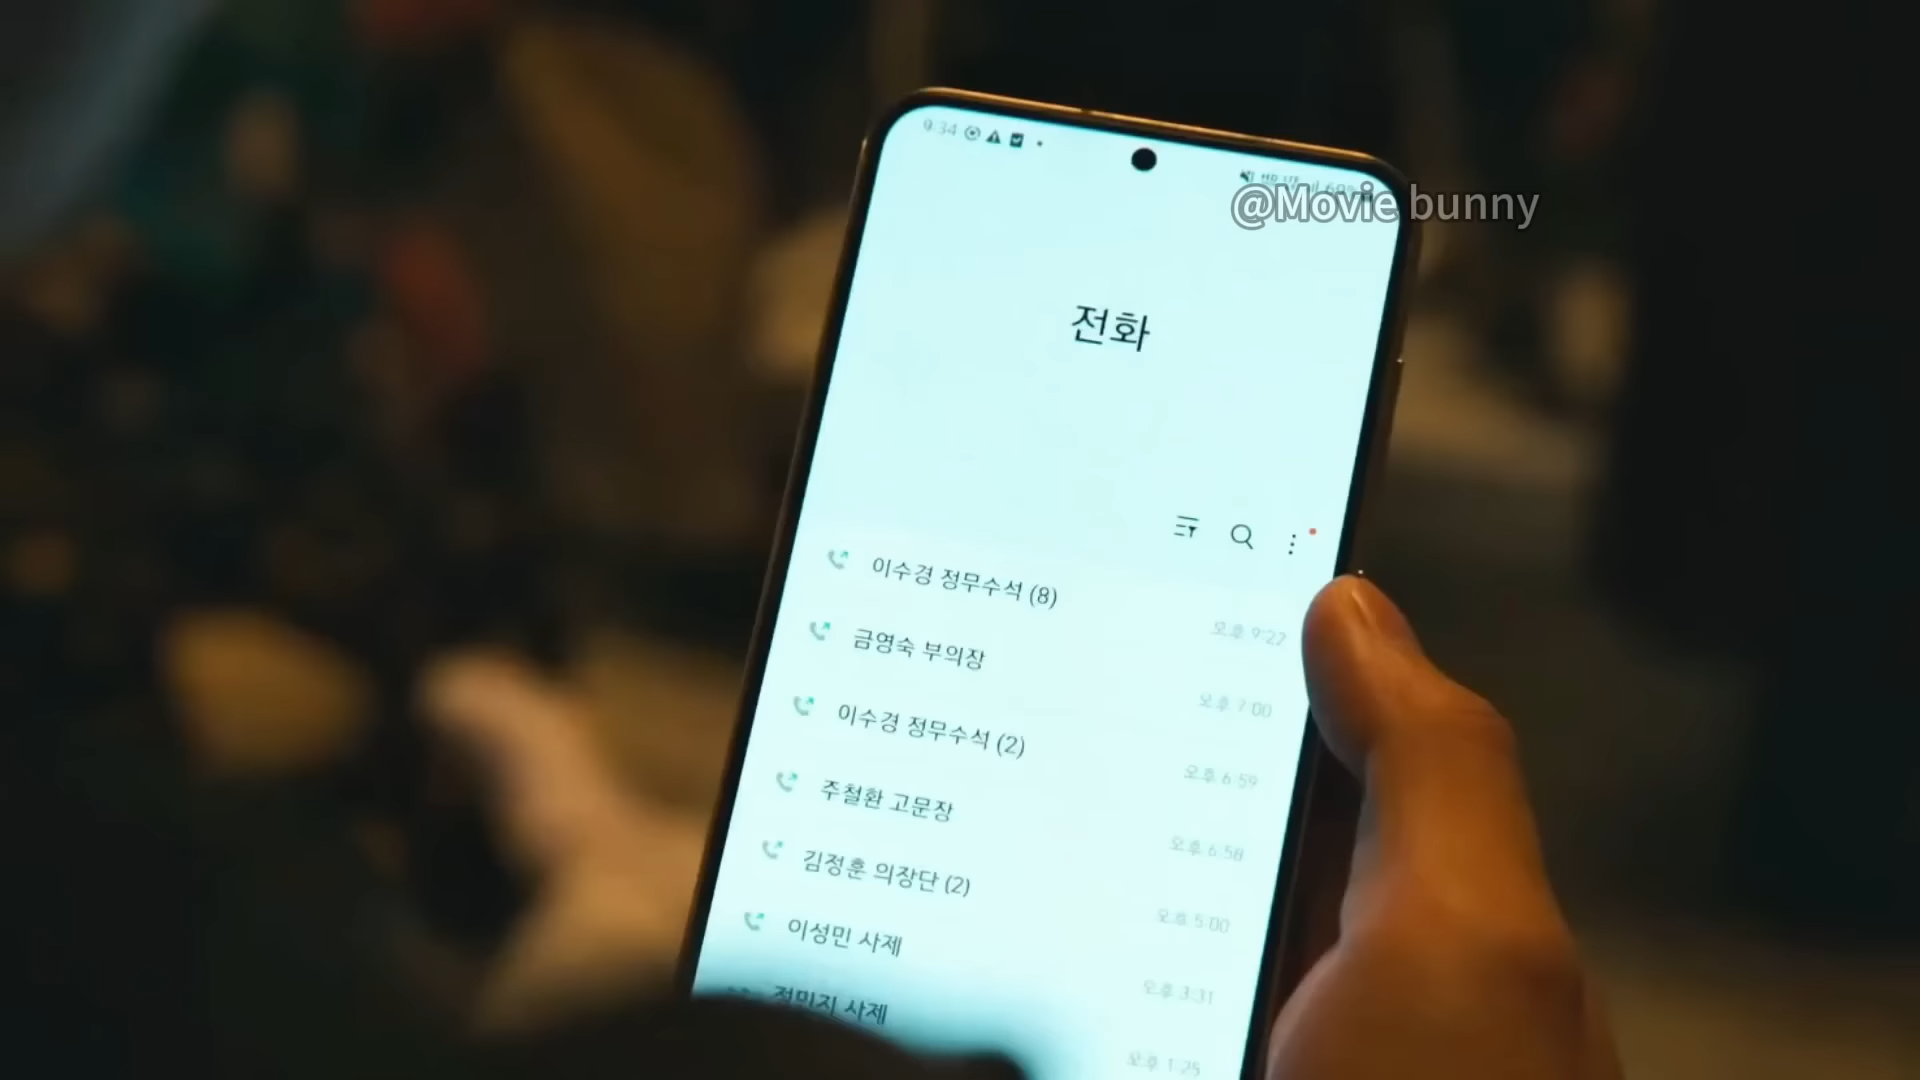 9:34
@Movie bunny
전화
이수경 정무수석 (8)
오후 9:22
금영숙 부의장
오후 7:00
이수경 정무수석 (2)
오후 6:59
주철환 고문장
오후 6:58
김정훈 의장단 (2)
오후 5:00
이성민 사제
오후 3:31
정민지 사제
오후 1:25